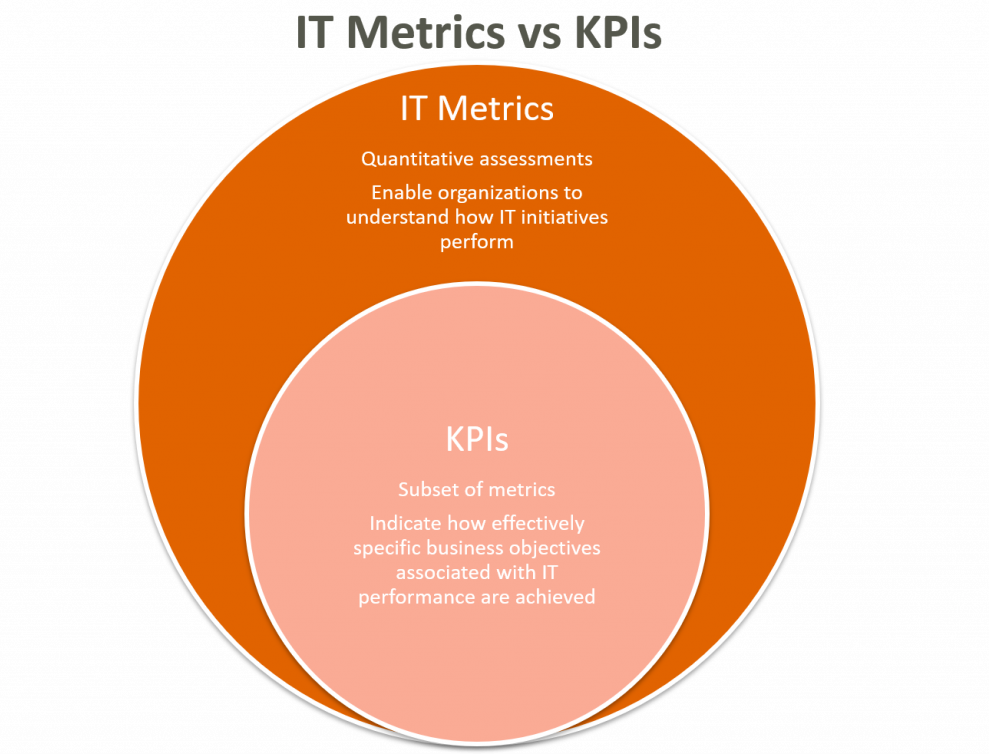 IT Metrics vs KPIs
IT Metrics
Quantitative assessments
Enable organizations to
understand how IT initiatives
perform
KPIs
Subset of metrics
Indicate how effectively
specific business objectives
associated with IT
performance are achieved